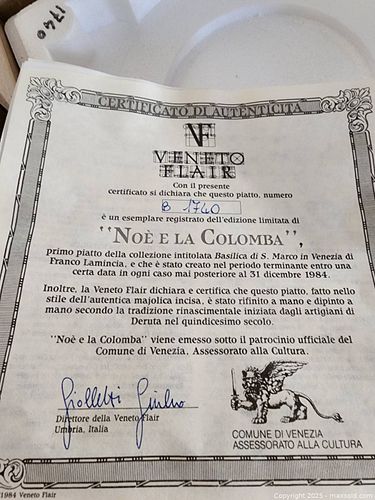 1740
CERTIFICATO DI AUTENTICITA'
VF
VENETO
FLAIR
Con il presente
certificato si dichiara che questo piatto, numero
B 1740
è un esemplare registrato dell'edizione limitata di
"NOÈ E LA COLOMBA",
primo piatto della collezione intitolata Basilica di S. Marco in Venezia di
Franco Lamincia, e che è stato creato nel periodo terminante entro una
certa data in ogni caso mai posteriore al 31 dicembre 1984.
Inoltre, la Veneto Flair dichiara e certifica che questo piatto, fatto nello
stile dell'autentica majolica incisa, è stato rifinito a mano e dipinto a
mano secondo la tradizione rinascimentale iniziata dagli artigiani di
Deruta nel quindicesimo secolo.
"Noè e la Colomba" viene emesso sotto il patrocinio ufficiale del
Comune di Venezia, Assessorato alla Cultura.
Giolletti Giulio
Direttore della Veneto Flair
Umbria, Italia
COMUNE DI VENEZIA
ASSESSORATO ALLA CULTURA
1984 Veneto Flair
Copyright 2025 - maxsold.com